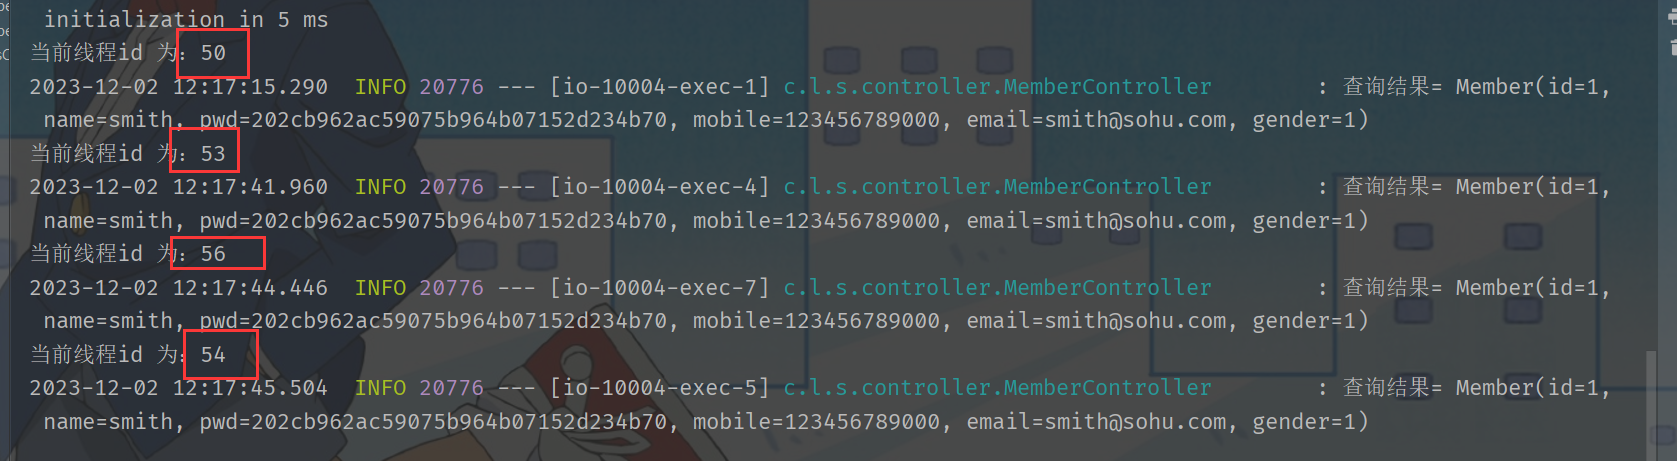 initialization in 5 ms
当前线程id 为：50
2023-12-02 12:17:15.290  INFO 20776 --- [io-10004-exec-1] c.l.s.controller.MemberController        : 查询结果= Member(id=1,
name=smith, pwd=202cb962ac59075b964b07152d234b70, mobile=123456789000, email=smith@sohu.com, gender=1)
当前线程id 为：53
2023-12-02 12:17:41.960  INFO 20776 --- [io-10004-exec-4] c.l.s.controller.MemberController        : 查询结果= Member(id=1,
name=smith, pwd=202cb962ac59075b964b07152d234b70, mobile=123456789000, email=smith@sohu.com, gender=1)
当前线程id 为：56
2023-12-02 12:17:44.446  INFO 20776 --- [io-10004-exec-7] c.l.s.controller.MemberController        : 查询结果= Member(id=1,
name=smith, pwd=202cb962ac59075b964b07152d234b70, mobile=123456789000, email=smith@sohu.com, gender=1)
当前线程id 为：54
2023-12-02 12:17:45.504  INFO 20776 --- [io-10004-exec-5] c.l.s.controller.MemberController        : 查询结果= Member(id=1,
name=smith, pwd=202cb962ac59075b964b07152d234b70, mobile=123456789000, email=smith@sohu.com, gender=1)